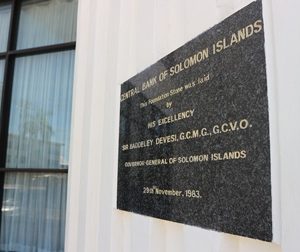 CENTRAL BANK OF SOLOMON ISLANDS
This Foundation Stone was laid
by
HIS EXCELLENCY
SIR BADDELEY DEVESI, G.C.M.G., G.C.V.O.
GOVERNOR-GENERAL OF SOLOMON ISLANDS
29th November, 1983.